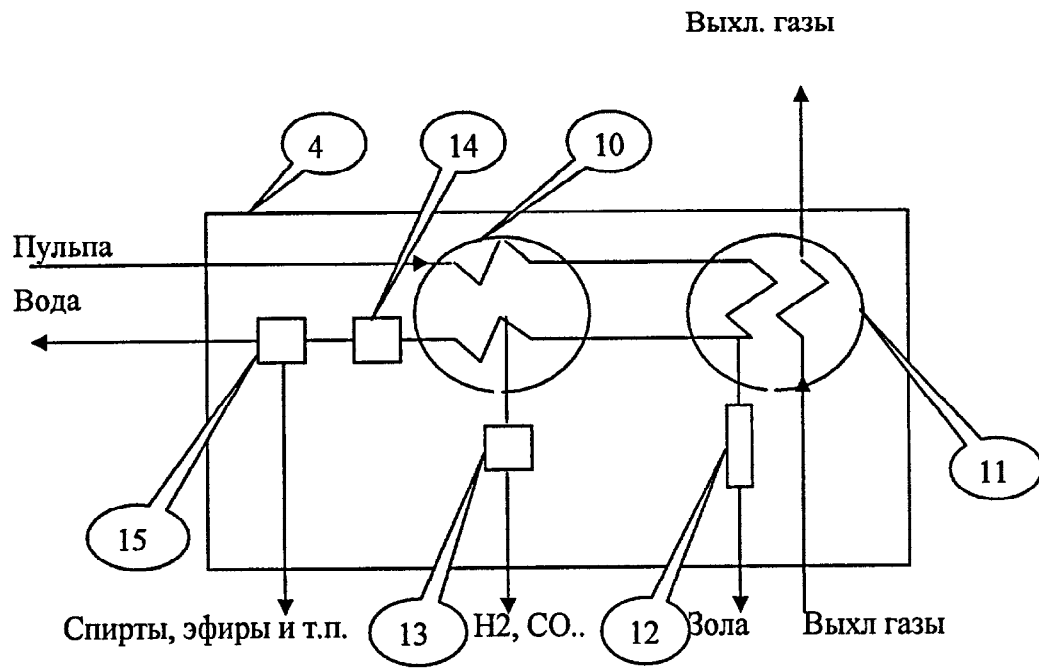 Выхл. газы
4
14
10
Пульпа
Вода
11
15
Спирты, эфиры и т.п.
13
H2, CO..
12
Зола
Выхл газы